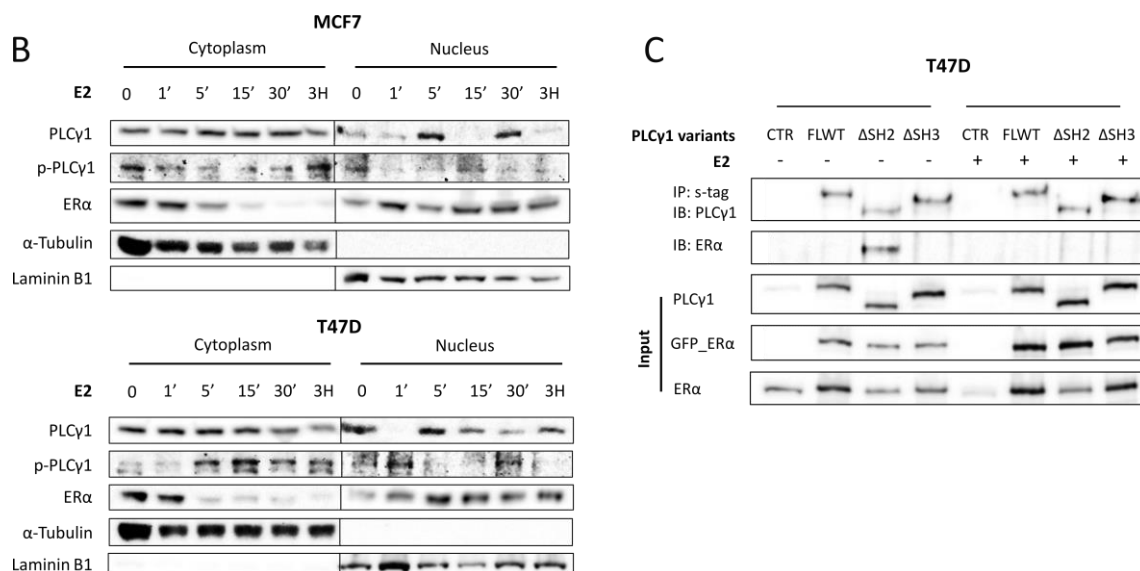 B
MCF7
Cytoplasm Nucleus
E2 0 1’ 5’ 15’ 30’ 3H 0 1’ 5’ 15’ 30’ 3H
PLCγ1
p-PLCγ1
ERα
α-Tubulin
Laminin B1
T47D
Cytoplasm Nucleus
E2 0 1’ 5’ 15’ 30’ 3H 0 1’ 5’ 15’ 30’ 3H
PLCγ1
p-PLCγ1
ERα
α-Tubulin
Laminin B1
C
T47D
PLCγ1 variants CTR FLWT ΔSH2 ΔSH3 CTR FLWT ΔSH2 ΔSH3
E2 - - - - + + + +
IP: s-tag
IB: PLCγ1
IB: ERα
Input
PLCγ1
GFP_ERα
ERα